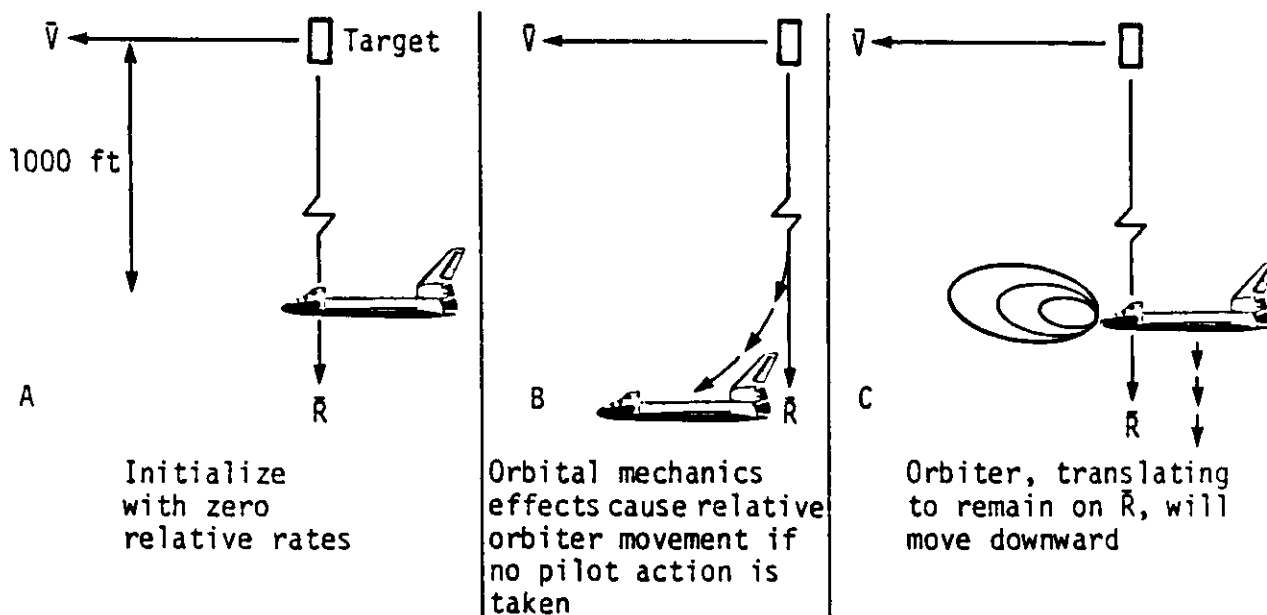 V̄
Target
1000 ft
A
R̄
Initialize
with zero
relative rates
V̄
B
R̄
Orbital mechanics
effects cause relative
orbiter movement if
no pilot action is
taken
V̄
C
R̄
Orbiter, translating
to remain on R̄, will
move downward